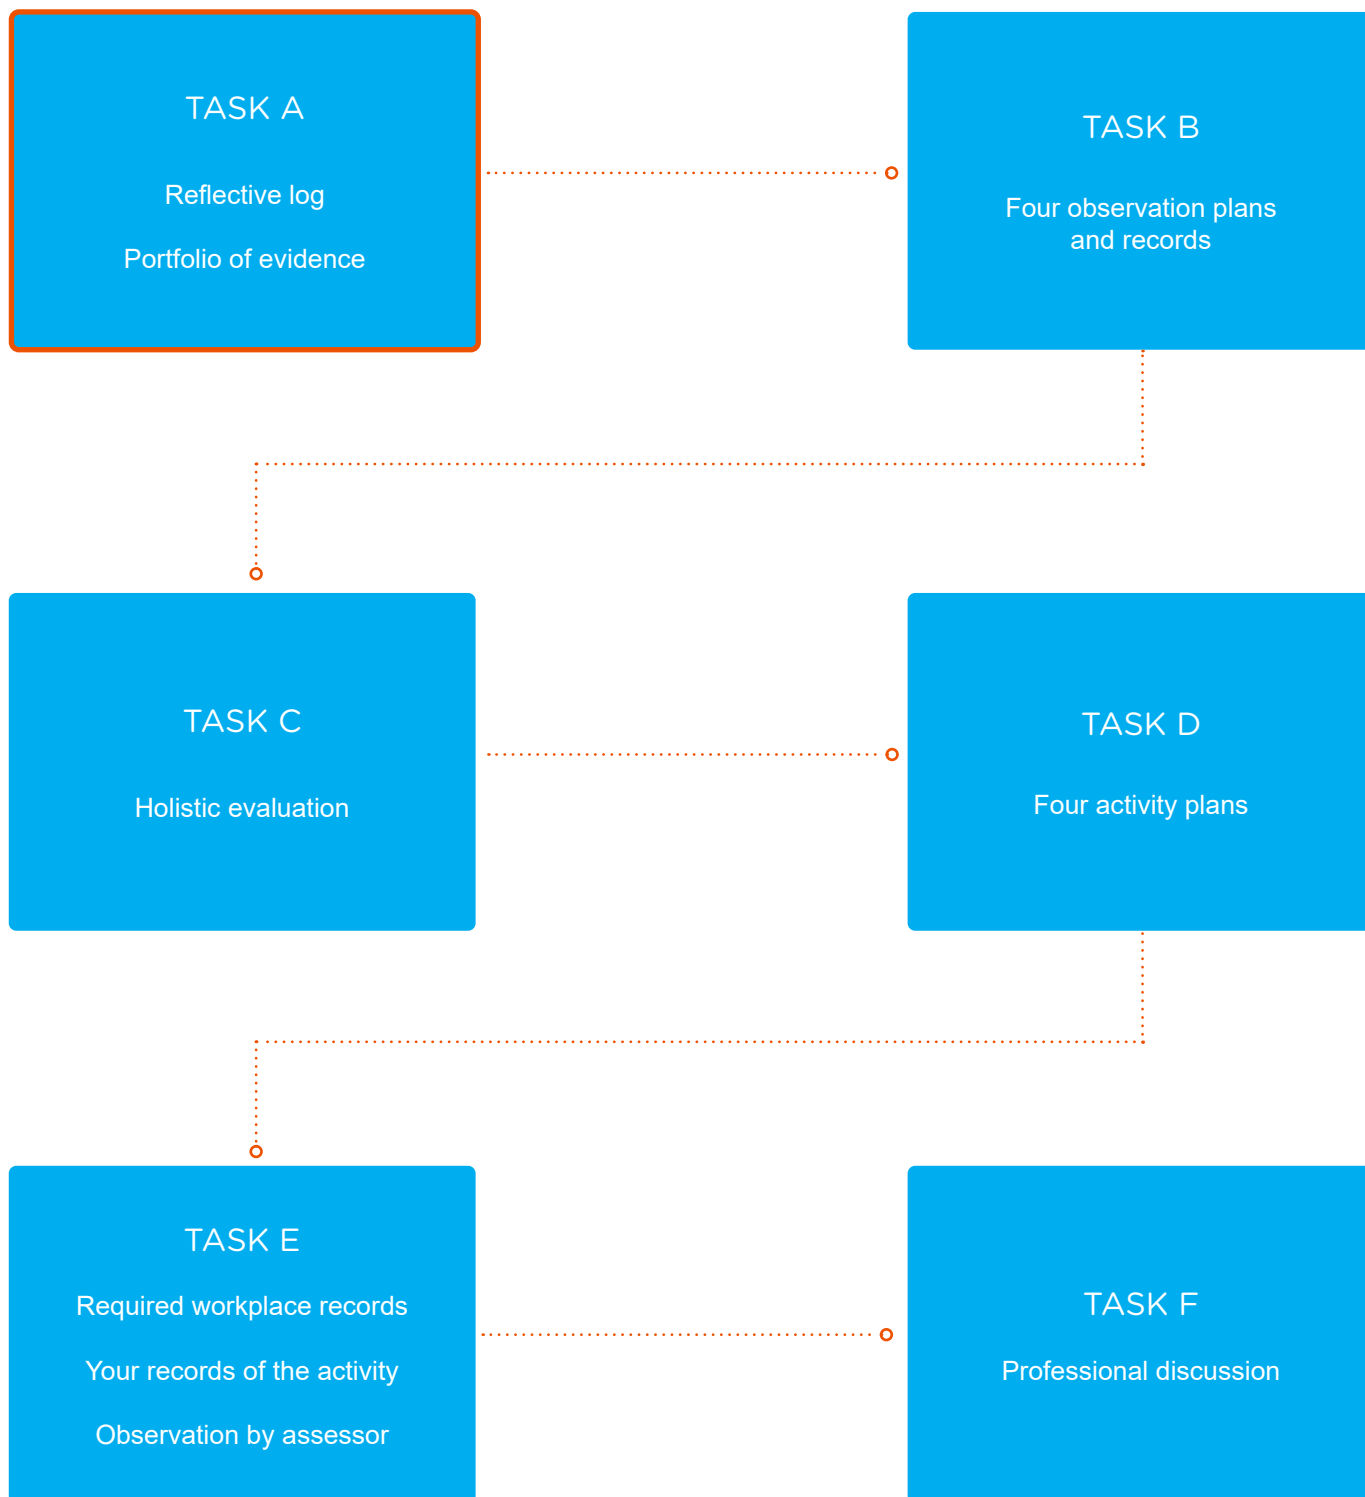 TASK A
Reflective log
Portfolio of evidence
TASK B
Four observation plans
and records
TASK C
Holistic evaluation
TASK D
Four activity plans
TASK E
Required workplace records
Your records of the activity
Observation by assessor
TASK F
Professional discussion